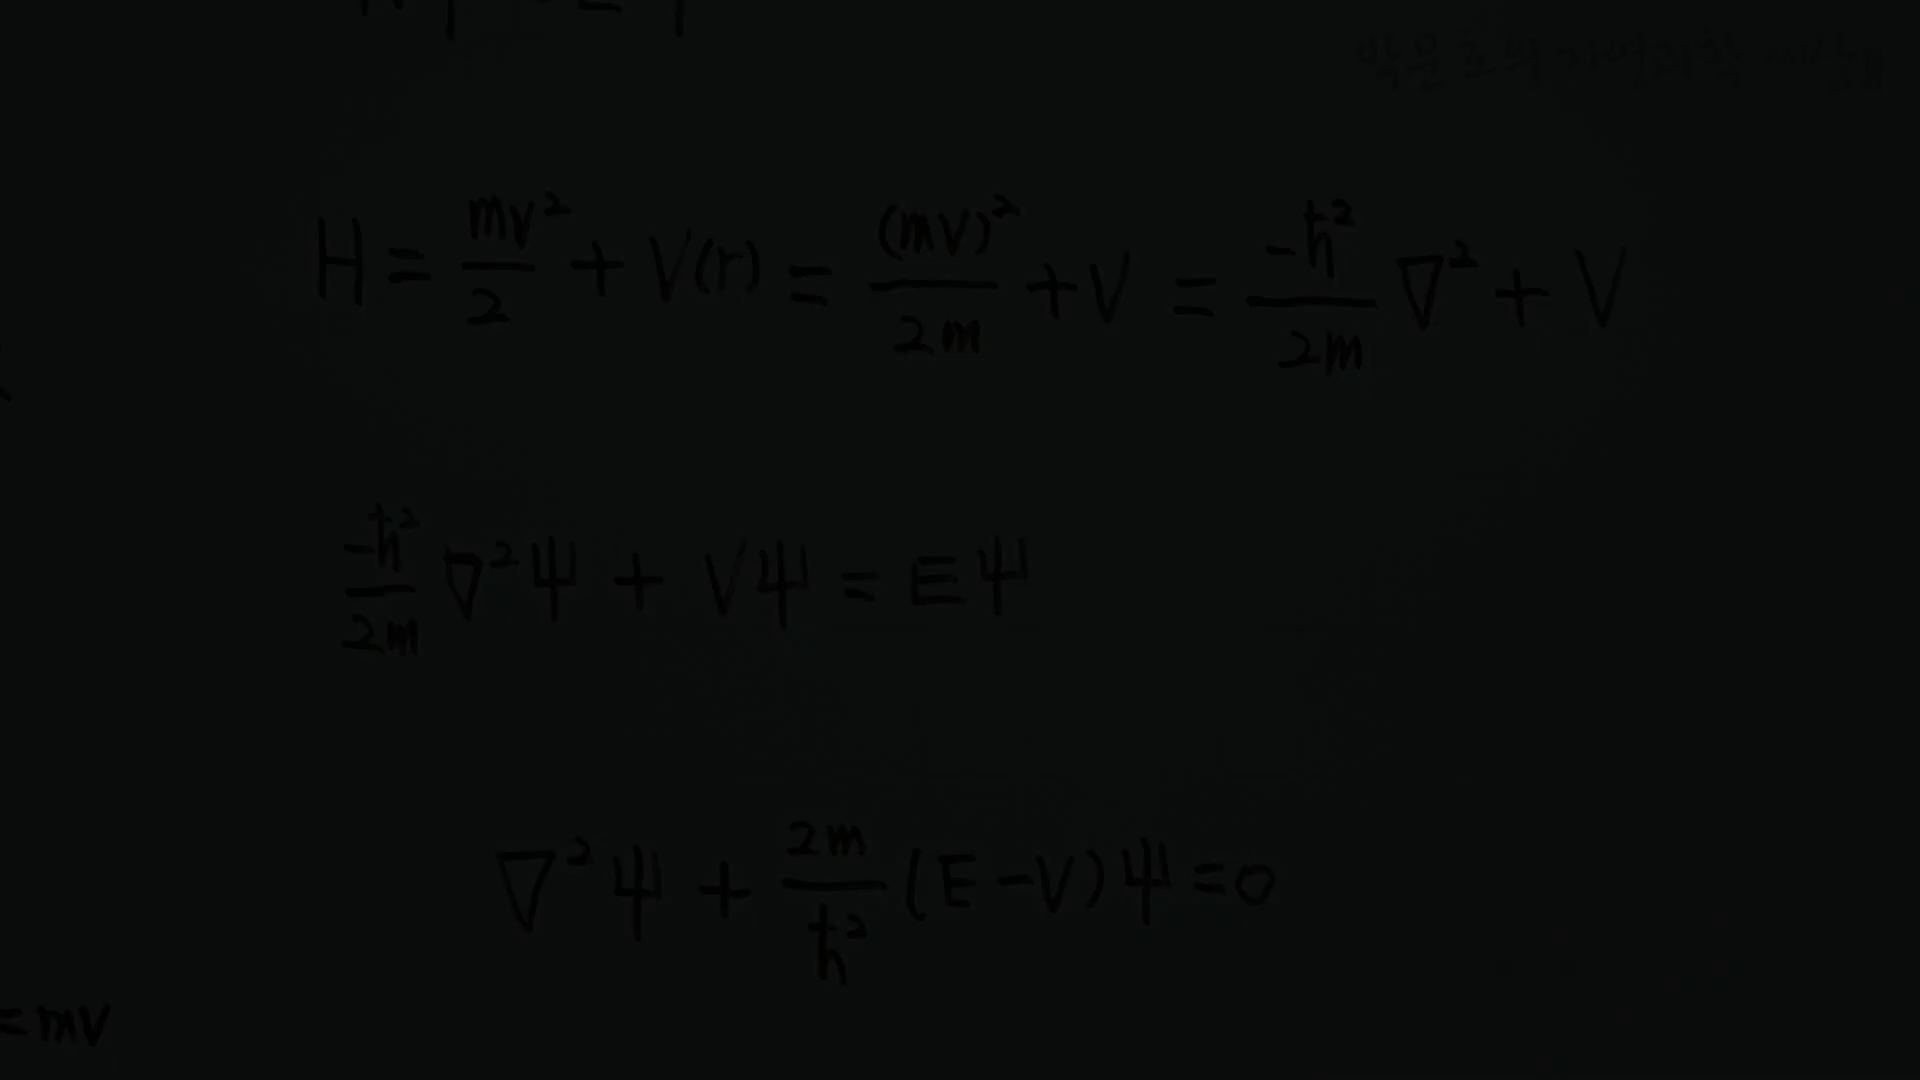 H = mv²/2 + V(r) = (mv)²/2m + V = -ħ²/2m ∇² + V
-ħ²/2m ∇²ψ + Vψ = Eψ
∇²ψ + 2m/ħ² (E - V)ψ = 0
= mv